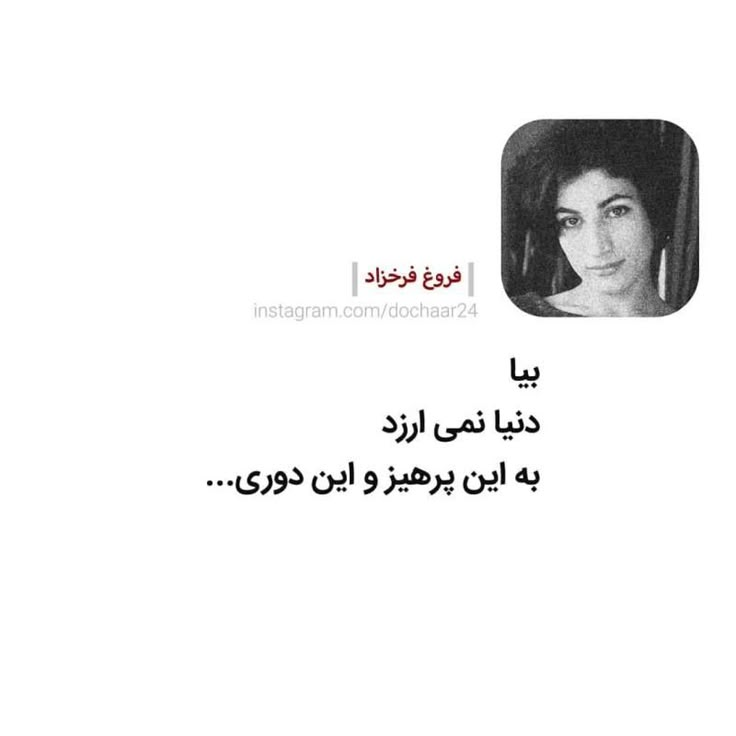 فروغ فرخزاد
instagram.com/dochaar24
بیا
دنیا نمی ارزد
به این پرهیز و این دوری...